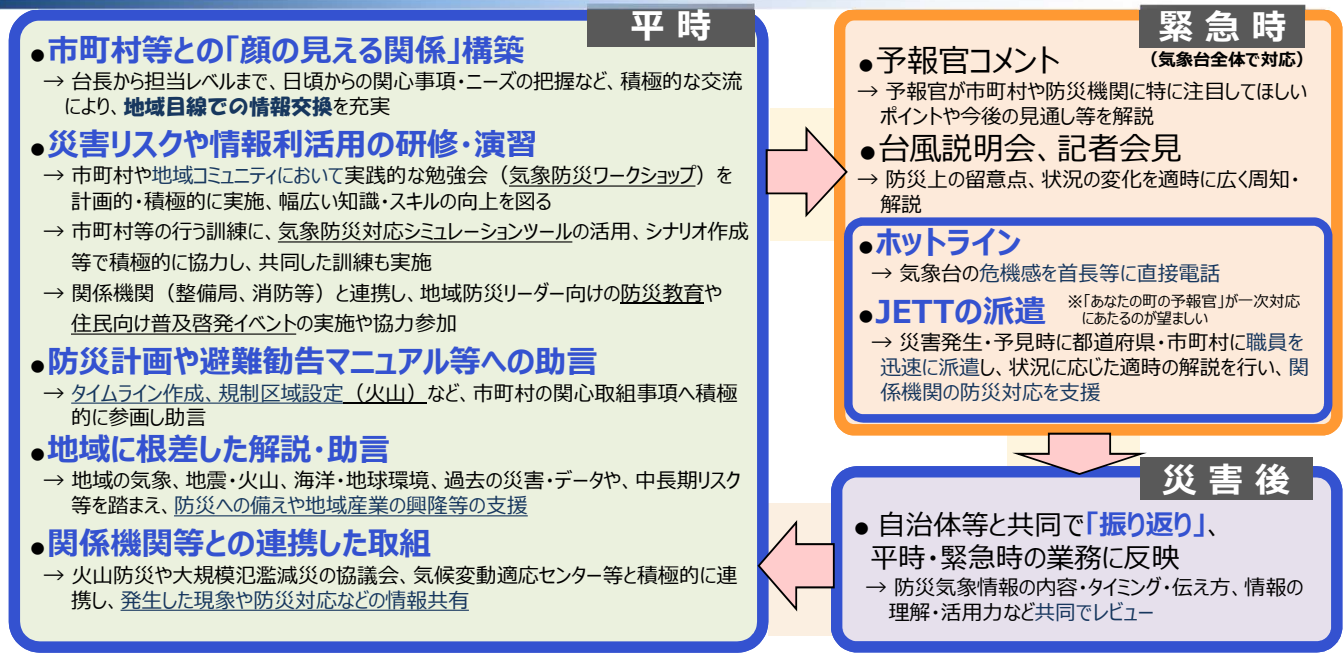 平 時
●市町村等との「顔の見える関係」構築
→ 台長から担当レベルまで、日頃からの関心事項・ニーズの把握など、積極的な交流
により、地域目線での情報交換を充実
●災害リスクや情報利活用の研修・演習
→ 市町村や地域コミュニティにおいて実践的な勉強会（気象防災ワークショップ）を
計画的・積極的に実施、幅広い知識・スキルの向上を図る
→ 市町村等の行う訓練に、気象防災対応シミュレーションツールの活用、シナリオ作成
等で積極的に協力し、共同した訓練も実施
→ 関係機関（整備局、消防等）と連携し、地域防災リーダー向けの防災教育や
住民向け普及啓発イベントの実施や協力参加
●防災計画や避難勧告マニュアル等への助言
→ タイムライン作成、規制区域設定（火山）など、市町村の関心取組事項へ積極
的に参画し助言
●地域に根差した解説・助言
→ 地域の気象、地震・火山、海洋・地球環境、過去の災害・データや、中長期リスク
等を踏まえ、防災への備えや地域産業の興隆等の支援
●関係機関等との連携した取組
→ 火山防災や大規模氾濫減災の協議会、気候変動適応センター等と積極的に連
携し、発生した現象や防災対応などの情報共有
緊 急 時
（気象台全体で対応）
●予報官コメント
→ 予報官が市町村や防災機関に特に注目してほしい
ポイントや今後の見通し等を解説
●台風説明会、記者会見
→ 防災上の留意点、状況の変化を適時に広く周知・
解説
●ホットライン
→ 気象台の危機感を首長等に直接電話
●JETTの派遣
※「あなたの町の予報官」が一次対応
にあたるのが望ましい
→ 災害発生・予見時に都道府県・市町村に職員を
迅速に派遣し、状況に応じた適時の解説を行い、関
係機関の防災対応を支援
災 害 後
● 自治体等と共同で「振り返り」、
平時・緊急時の業務に反映
→ 防災気象情報の内容・タイミング・伝え方、情報の
理解・活用力など共同でレビュー